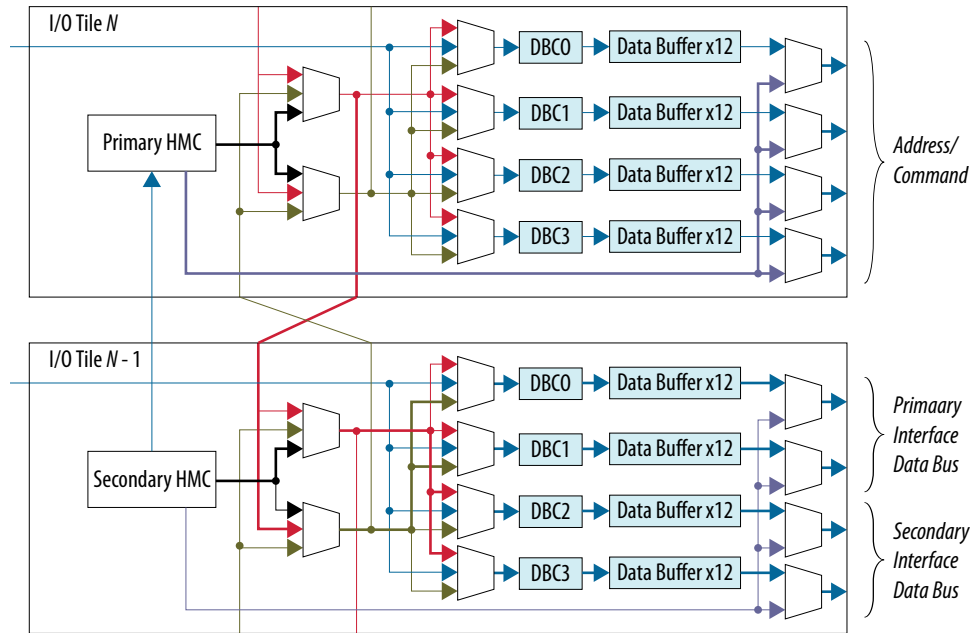 I/O Tile N
DBC0
Data Buffer x12
DBC1
Data Buffer x12
Primary HMC
Address/
Command
DBC2
Data Buffer x12
DBC3
Data Buffer x12
I/O Tile N - 1
DBC0
Data Buffer x12
Primaary
Interface
Data Bus
DBC1
Data Buffer x12
Secondary HMC
DBC2
Data Buffer x12
Secondary
Interface
Data Bus
DBC3
Data Buffer x12